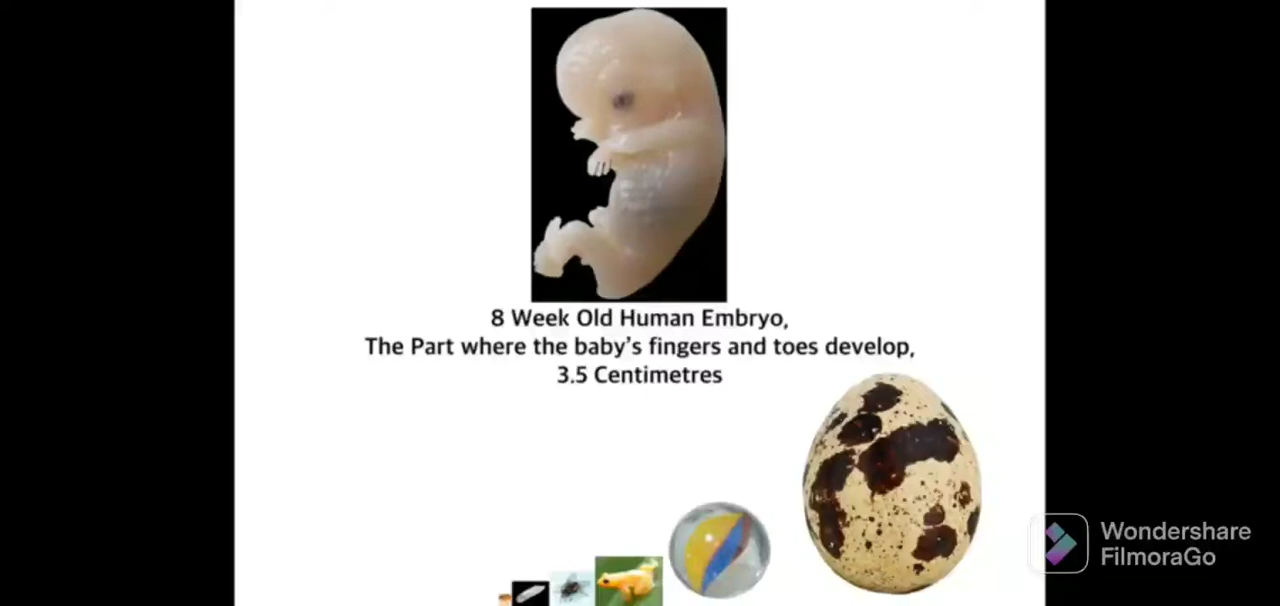 8 Week Old Human Embryo,
The Part where the baby's fingers and toes develop,
3.5 Centimetres
Wondershare
FilmoraGo